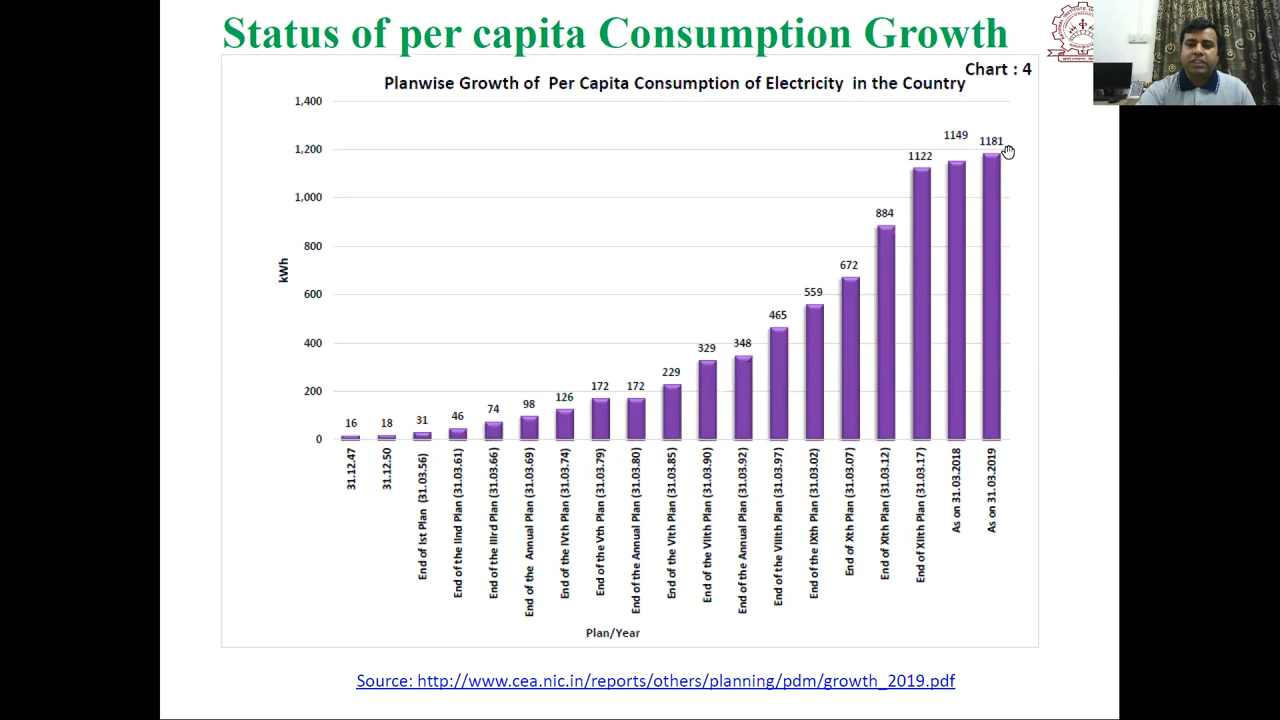 Status of per capita Consumption Growth
Chart : 4
Planwise Growth of Per Capita Consumption of Electricity in the Country
1,400
1,200
1,000
800
600
400
200
0
kWh
16
18
31
46
74
98
126
172
172
229
329
348
465
559
672
884
1122
1149
1181
31.12.47
31.12.50
End of Ist Plan (31.03.56)
End of the IInd Plan (31.03.61)
End of the IIIrd Plan (31.03.66)
End of the Annual Plan (31.03.69)
End of the IVth Plan (31.03.74)
End of the Vth Plan (31.03.79)
End of the Annual Plan (31.03.80)
End of the VIth Plan (31.03.85)
End of the VIIth Plan (31.03.90)
End of the Annual Plan (31.03.92)
End of the VIIIth Plan (31.03.97)
End of the IXth Plan (31.03.02)
End of Xth Plan (31.03.07)
End of XIth Plan (31.03.12)
End of XIIth Plan (31.03.17)
As on 31.03.2018
As on 31.03.2019
Plan/Year
Source: http://www.cea.nic.in/reports/others/planning/pdm/growth_2019.pdf